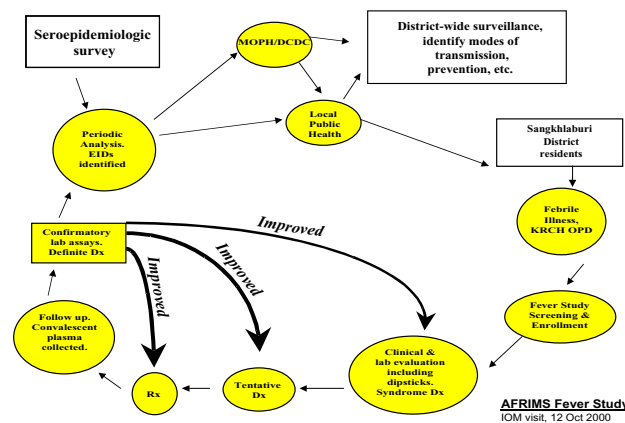 Seroepidemiologic
survey
MOPH/DCDC
District-wide surveillance,
identify modes of
transmission,
prevention, etc.
Periodic
Analysis.
EIDs
identified
Local
Public
Health
Sangkhlaburi
District
residents
Febrile
Illness,
KRCH OPD
Fever Study
Screening &
Enrollment
Clinical &
lab evaluation
including
dipsticks.
Syndrome Dx
Tentative
Dx
Rx
Follow up.
Convalescent
plasma
collected.
Confirmatory
lab assays.
Definite Dx
Improved
Improved
Improved
AFRIMS Fever Study
IOM visit, 12 Oct 2000